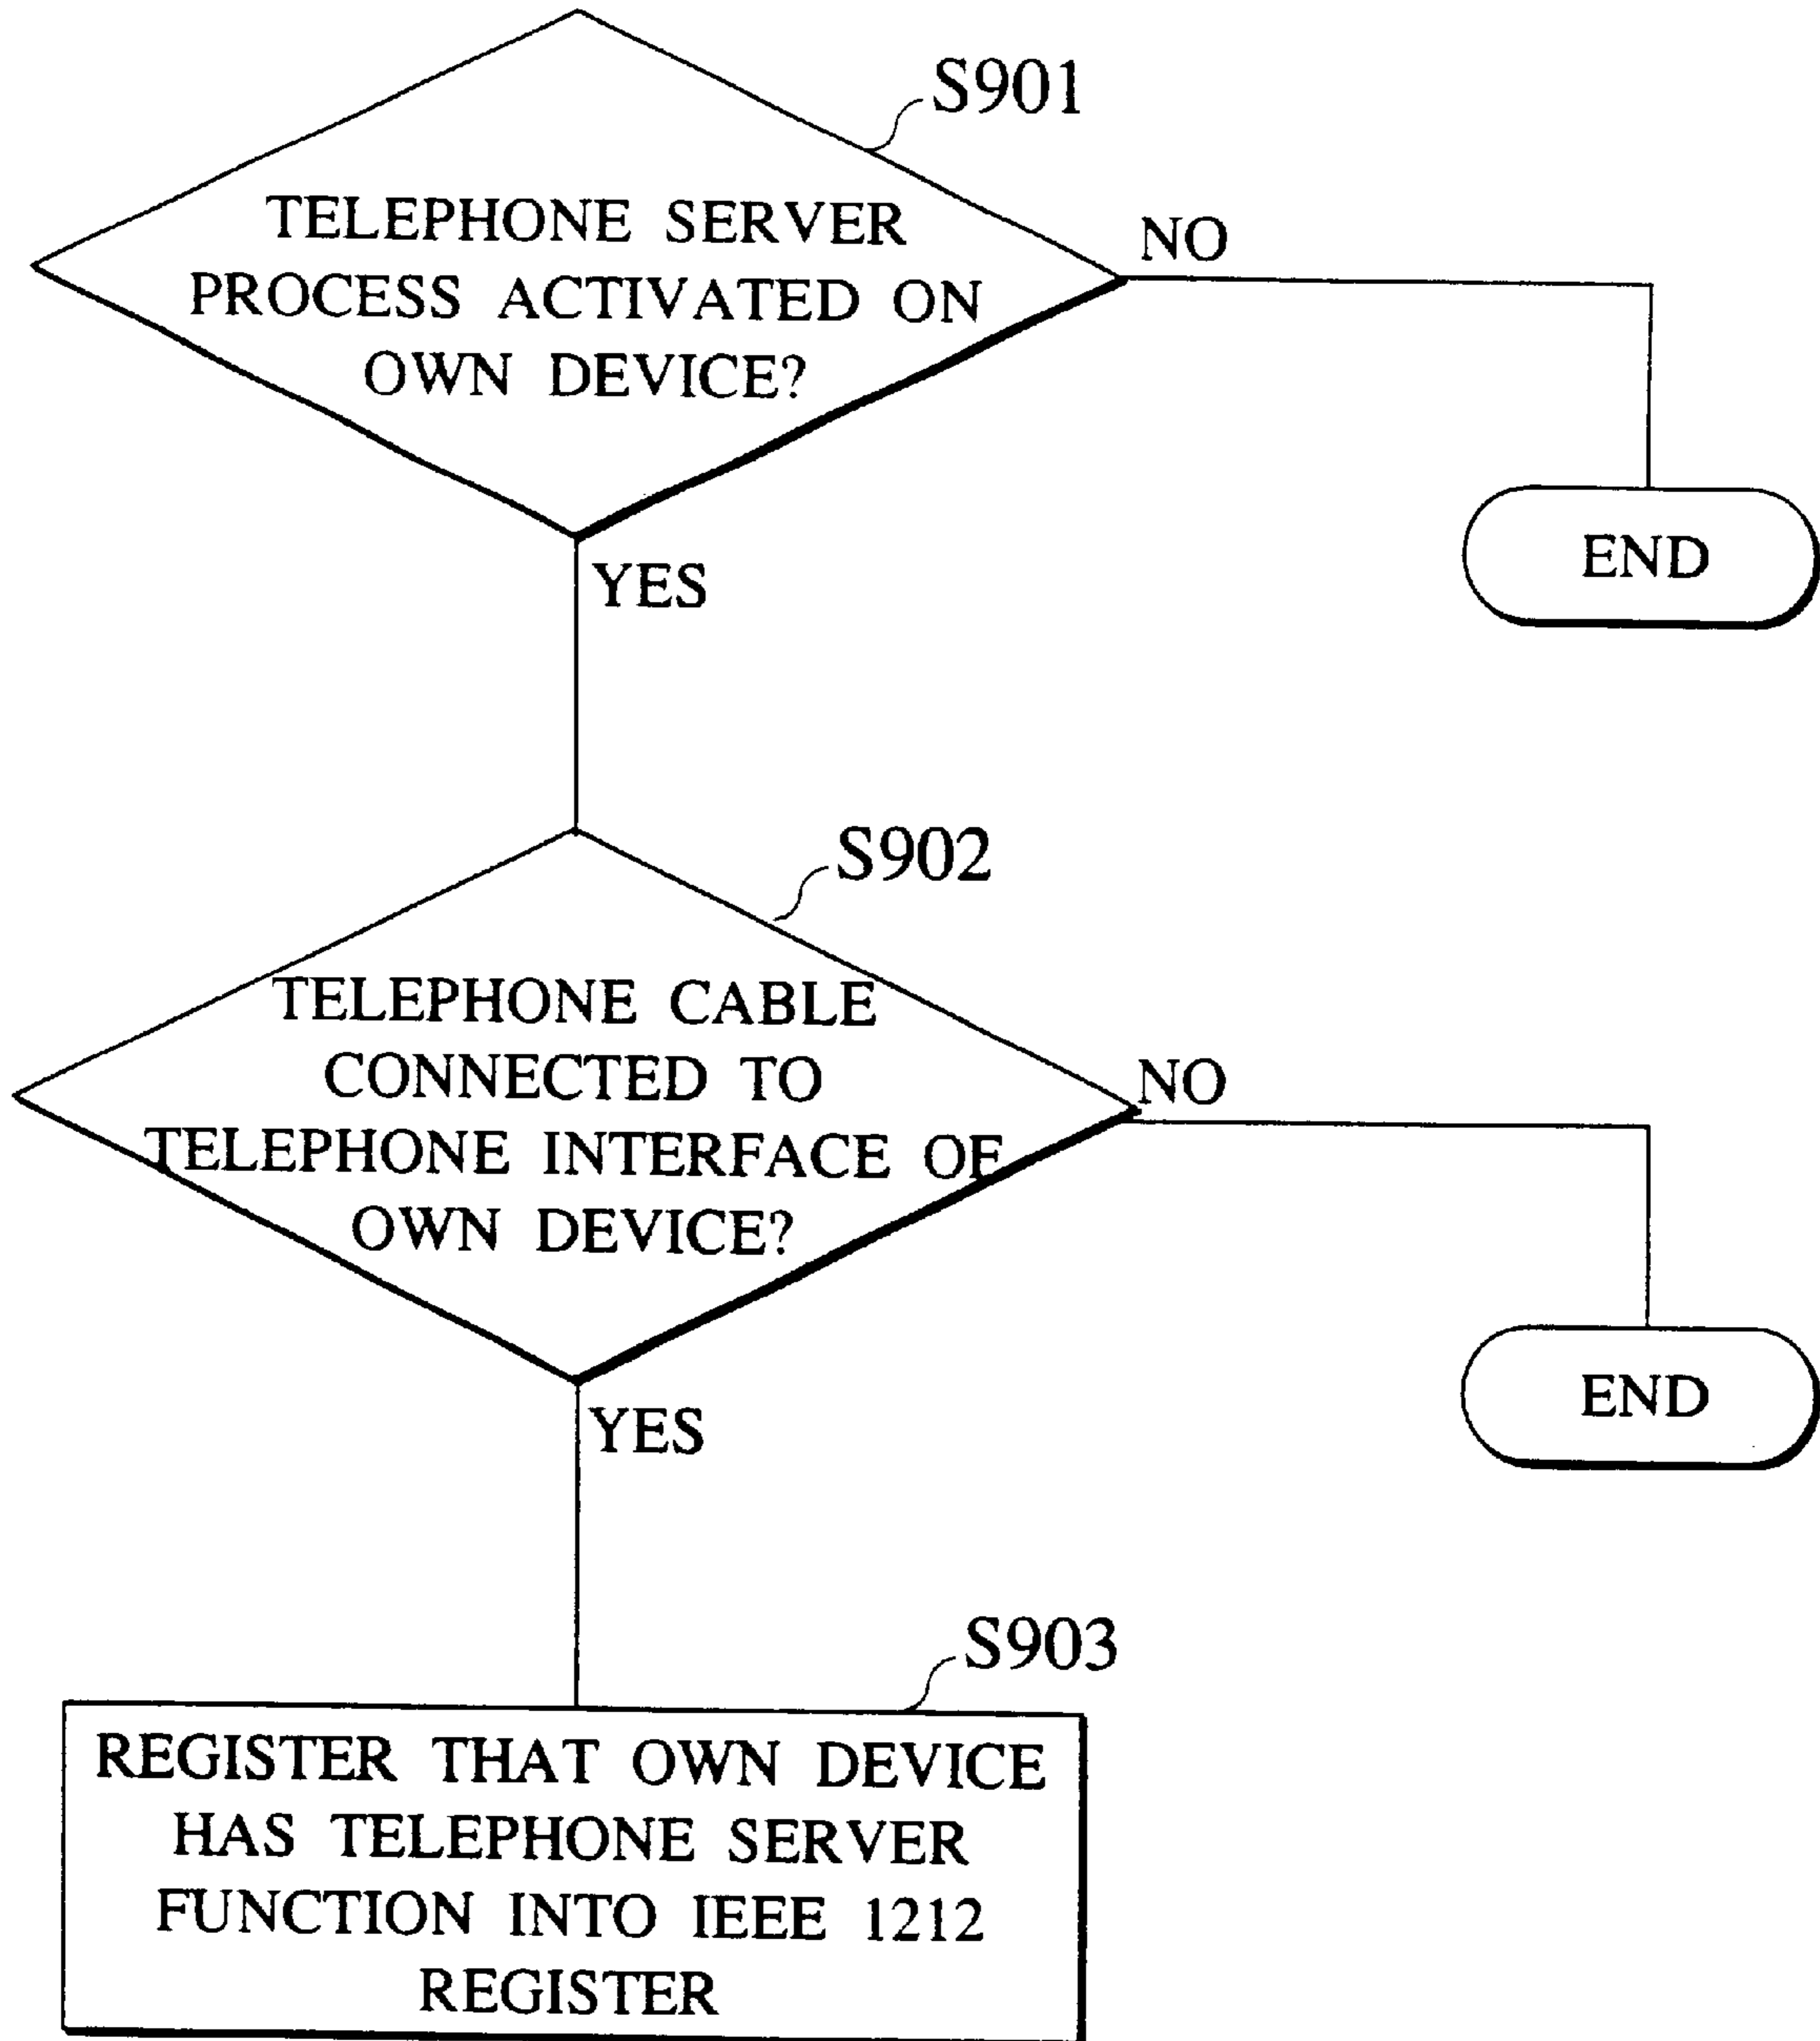 S901
TELEPHONE SERVER
PROCESS ACTIVATED ON
OWN DEVICE?
NO
END
YES
S902
TELEPHONE CABLE
CONNECTED TO
TELEPHONE INTERFACE OF
OWN DEVICE?
NO
END
YES
S903
REGISTER THAT OWN DEVICE
HAS TELEPHONE SERVER
FUNCTION INTO IEEE 1212
REGISTER